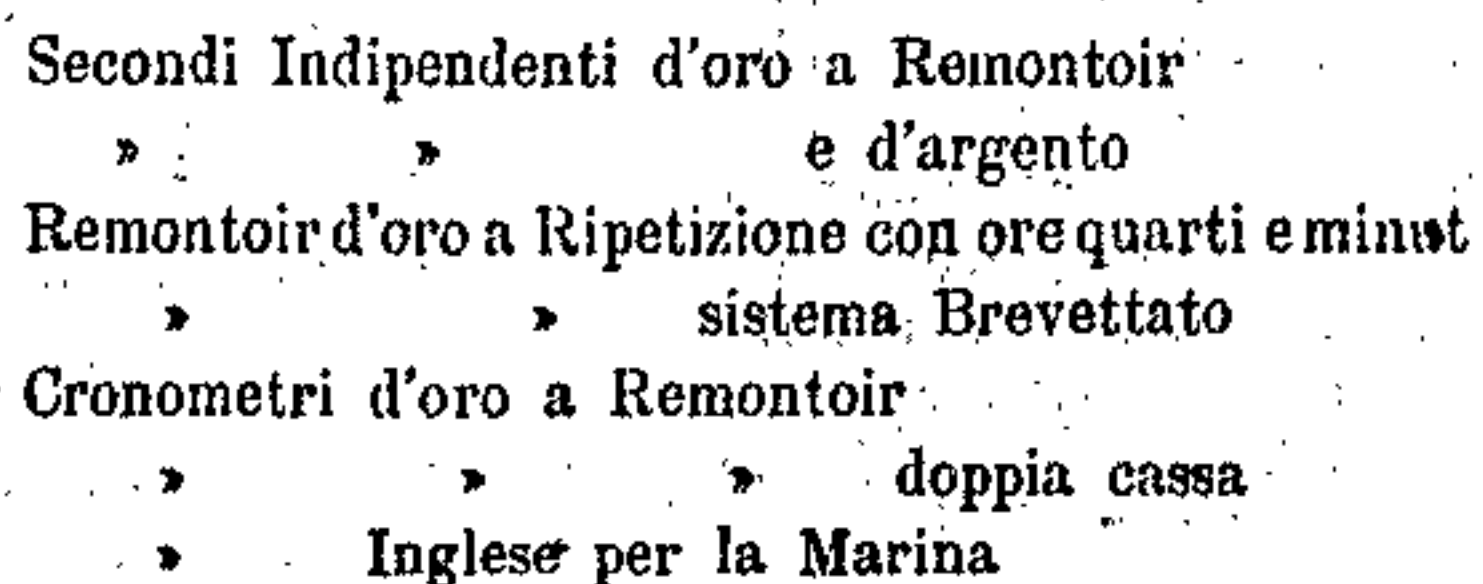 Secondi Indipendenti d'oro a Remontoir
» » e d'argento
Remontoir d'oro a Ripetizione con ore quarti e minut
» » sistema Brevettato
Cronometri d'oro a Remontoir
» » » doppia cassa
» Inglese per la Marina